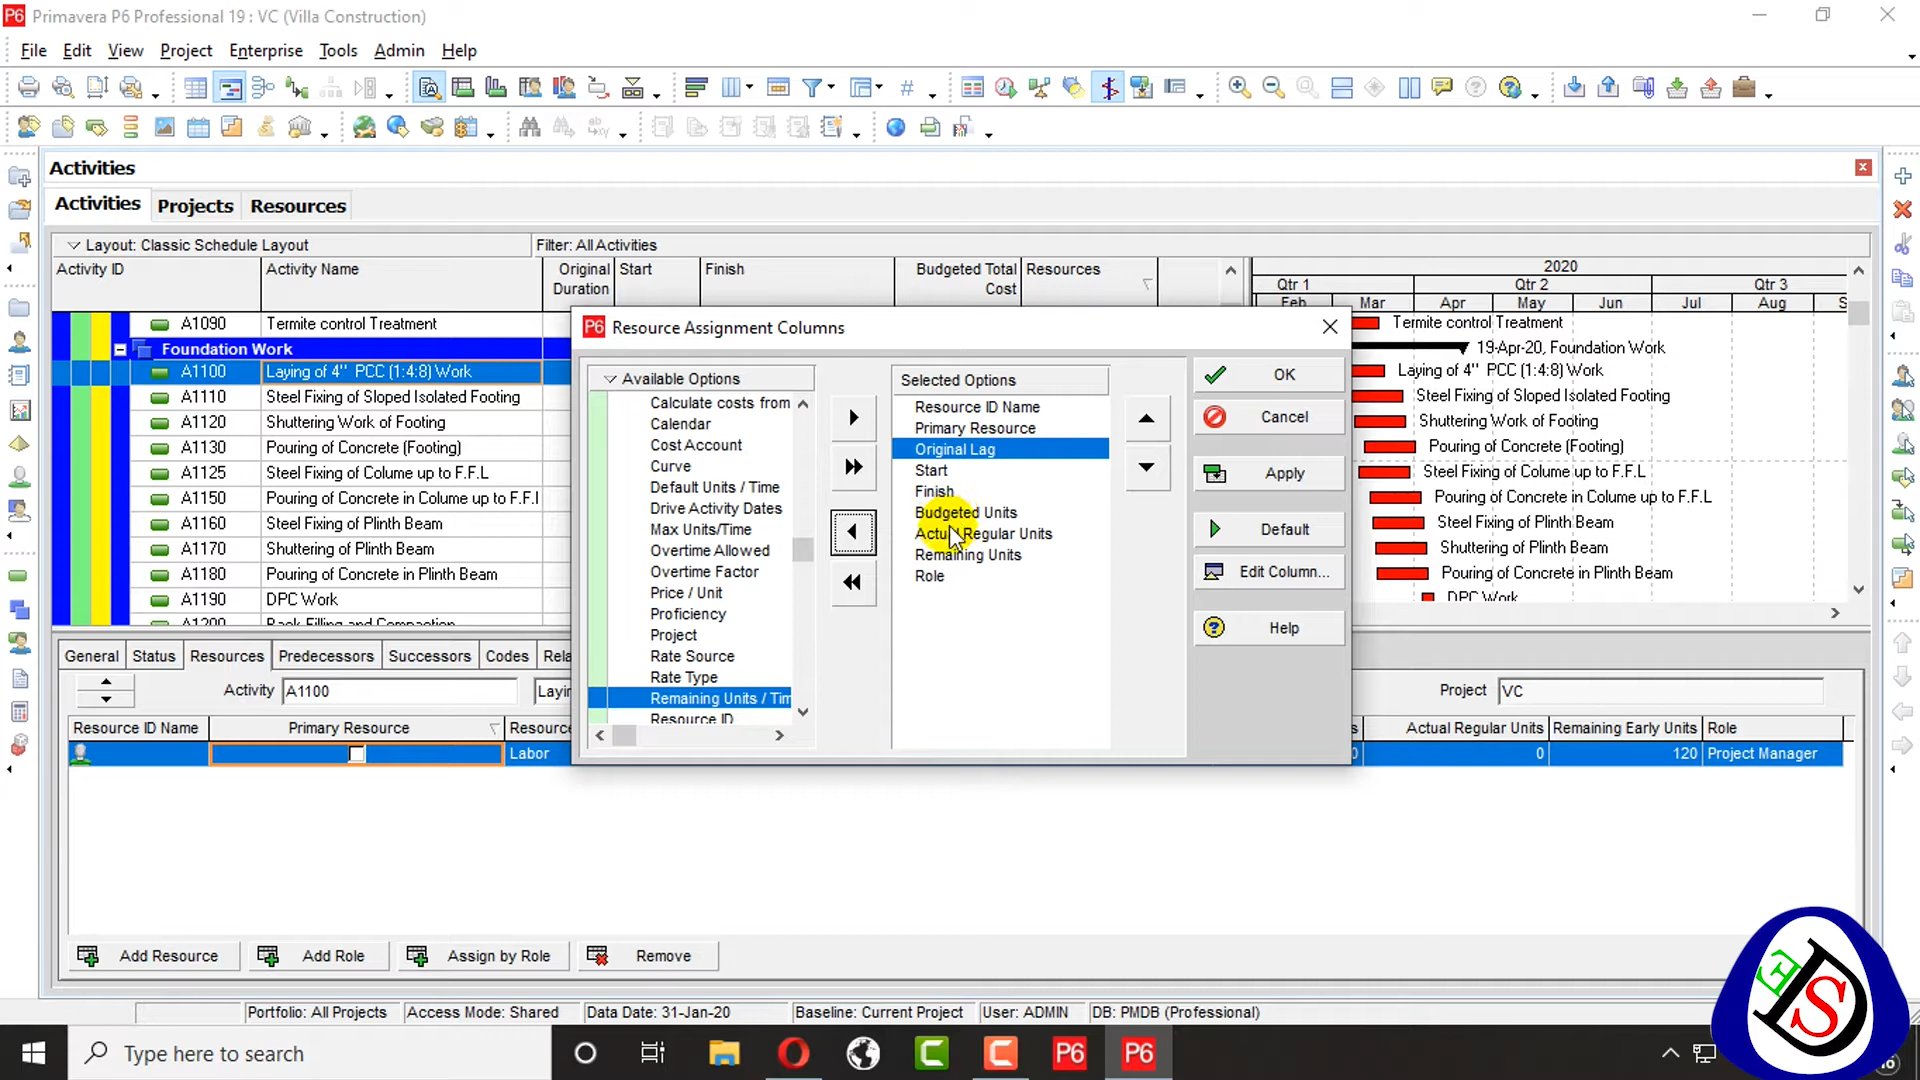 P6 Primavera P6 Professional 19 : VC (Villa Construction)
File Edit View Project Enterprise Tools Admin Help
Activities
Activities Projects Resources
Layout: Classic Schedule Layout Filter: All Activities
Activity ID Activity Name Original Duration Start Finish Budgeted Total Cost Resources
2020
Qtr 1 Qtr 2 Qtr 3
Feb Mar Apr May Jun Jul Aug S
A1090 Termite control Treatment
Foundation Work
A1100 Laying of 4'' PCC (1:4:8) Work
A1110 Steel Fixing of Sloped Isolated Footing
A1120 Shuttering Work of Footing
A1130 Pouring of Concrete (Footing)
A1125 Steel Fixing of Colume up to F.F.L
A1150 Pouring of Concrete in Colume up to F.F.l
A1160 Steel Fixing of Plinth Beam
A1170 Shuttering of Plinth Beam
A1180 Pouring of Concrete in Plinth Beam
A1190 DPC Work
A1200 Back Filling and Compaction
Termite control Treatment
19-Apr-20, Foundation Work
Laying of 4'' PCC (1:4:8) Work
Steel Fixing of Sloped Isolated Footing
Shuttering Work of Footing
Pouring of Concrete (Footing)
Steel Fixing of Colume up to F.F.L
Pouring of Concrete in Colume up to F.F.L
Steel Fixing of Plinth Beam
Shuttering of Plinth Beam
Pouring of Concrete in Plinth Beam
DPC Work
P6 Resource Assignment Columns
Available Options
Calculate costs from
Calendar
Cost Account
Curve
Default Units / Time
Drive Activity Dates
Max Units/Time
Overtime Allowed
Overtime Factor
Price / Unit
Proficiency
Project
Rate Source
Rate Type
Remaining Units / Tim
Resource ID
Selected Options
Resource ID Name
Primary Resource
Original Lag
Start
Finish
Budgeted Units
Actual Regular Units
Remaining Units
Role
OK
Cancel
Apply
Default
Edit Column...
Help
General Status Resources Predecessors Successors Codes Rela
Activity A1100 Layin Project VC
Resource ID Name Primary Resource Resource s Actual Regular Units Remaining Early Units Role
Labor 0 0 120 Project Manager
Add Resource Add Role Assign by Role Remove
Portfolio: All Projects Access Mode: Shared Data Date: 31-Jan-20 Baseline: Current Project User: ADMIN DB: PMDB (Professional)
Type here to search P6 P6